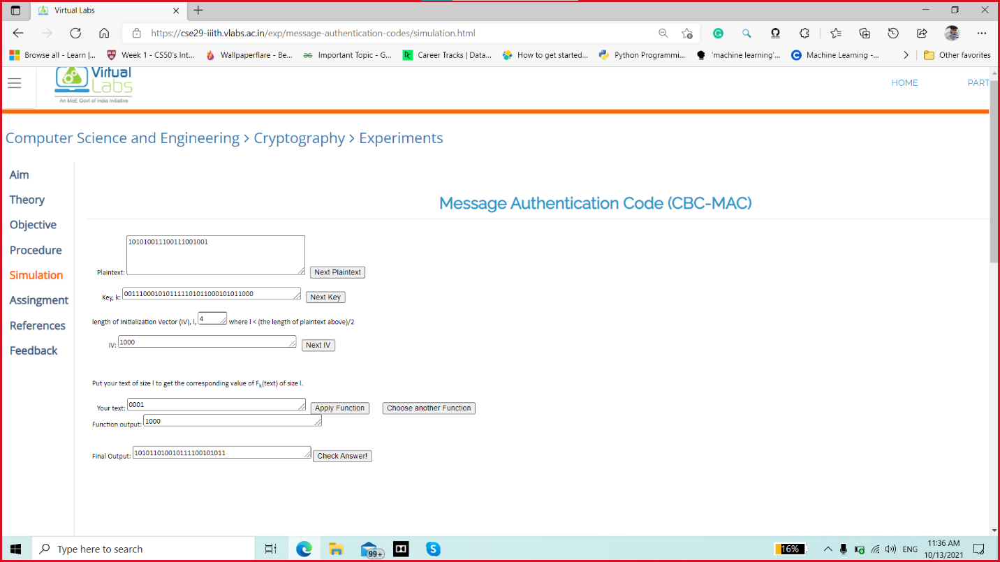 Virtual Labs
https://cse29-iiith.vlabs.ac.in/exp/message-authentication-codes/simulation.html
Browse all - Learn |... Week 1 - CS50's Int... Wallpaperflare - Be... Important Topic - G... Career Tracks | Data... How to get started... Python Programmi... 'machine learning'... Machine Learning -... Other favorites
Virtual
Labs
An MoE Govt of India Initiative
HOME PART
Computer Science and Engineering > Cryptography > Experiments
Aim
Theory
Objective
Procedure
Simulation
Assingment
References
Feedback
Message Authentication Code (CBC-MAC)
101010011100111001001
Plaintext: Next Plaintext
Key, k: 0011100010101111101011000101011000 Next Key
length of Initialization Vector (IV), l, 4 where l < (the length of plaintext above)/2
IV: 1000 Next IV
Put your text of size l to get the corresponding value of Fk(text) of size l.
Your text: 0001 Apply Function Choose another Function
Function output: 1000
Final Output: 101011010010111100101011 Check Answer!
Type here to search
99+
16%
ENG
11:36 AM
10/13/2021